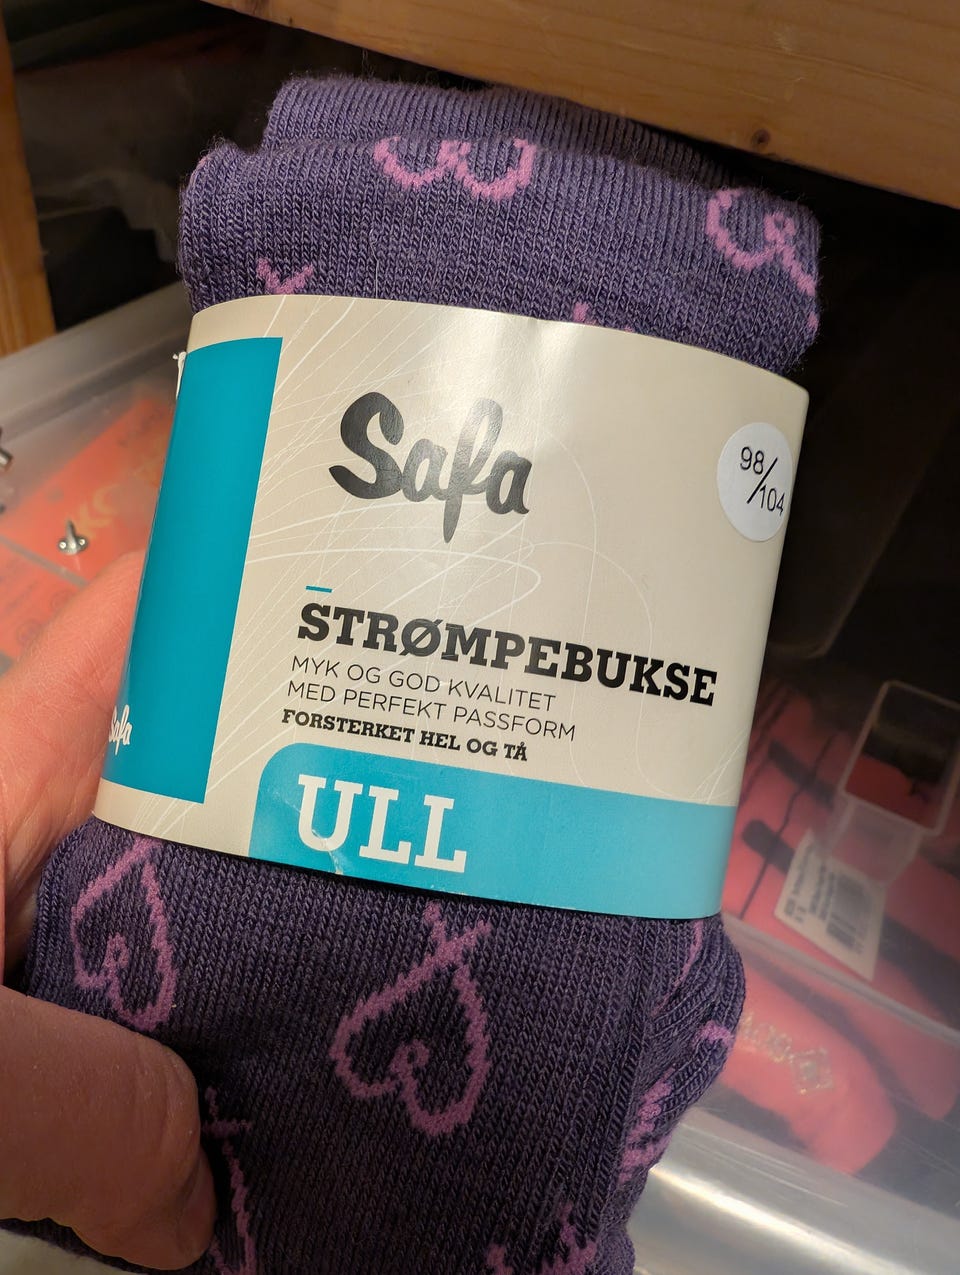 Safa
98/104
STRØMPEBUKSE
MYK OG GOD KVALITET
MED PERFEKT PASSFORM
FORSTERKET HEL OG TÅ
ULL
Safa